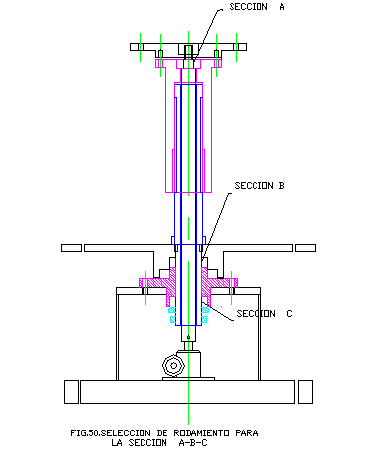 SECCION A
SECCION B
SECCION C
FIG.50.SELECCION DE RODAMIENTO PARA
LA SECCION A-B-C